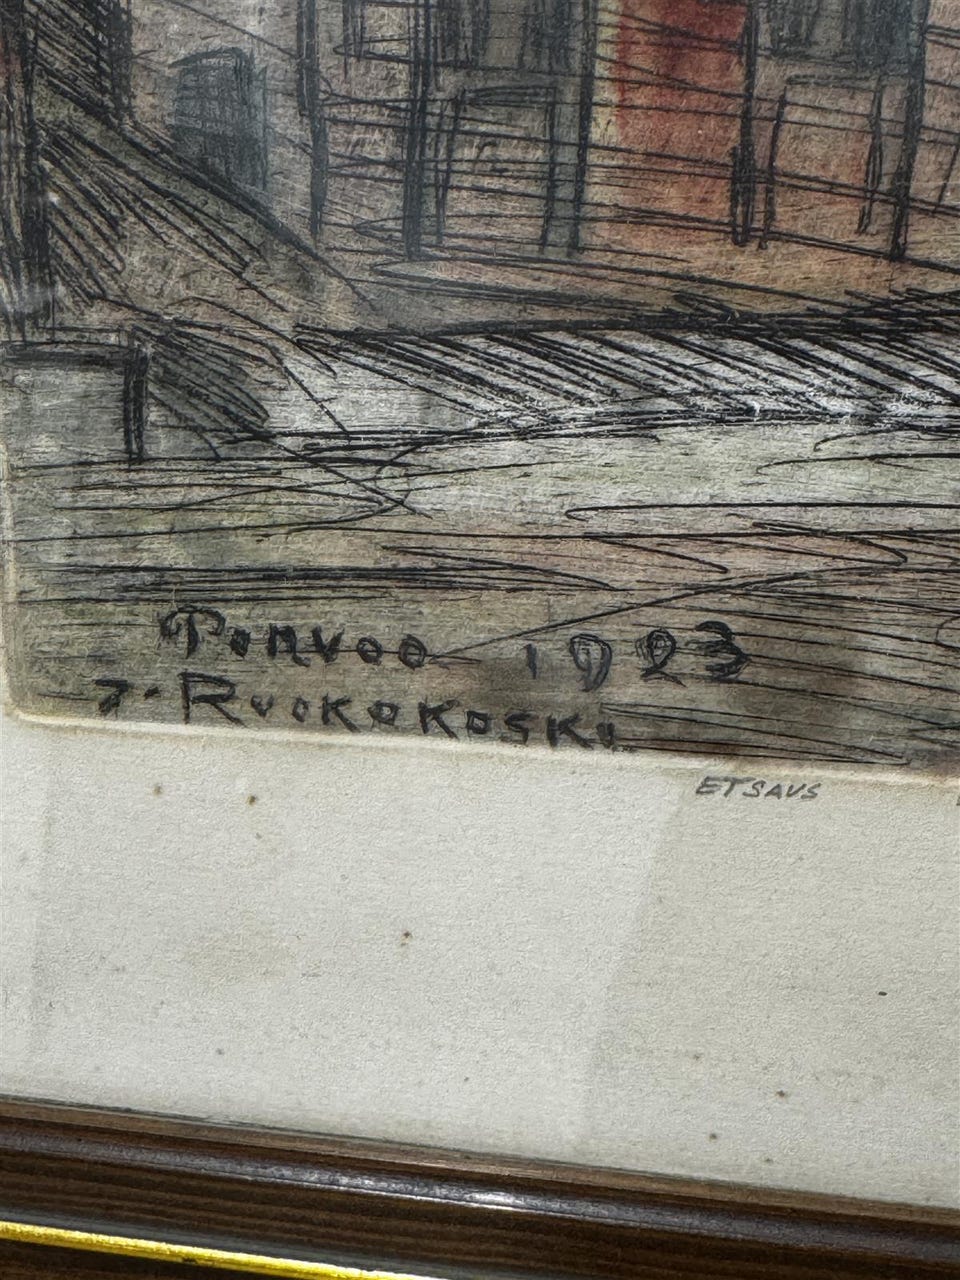 Porvoo 1923
J. Ruokokoski
ETSAUS